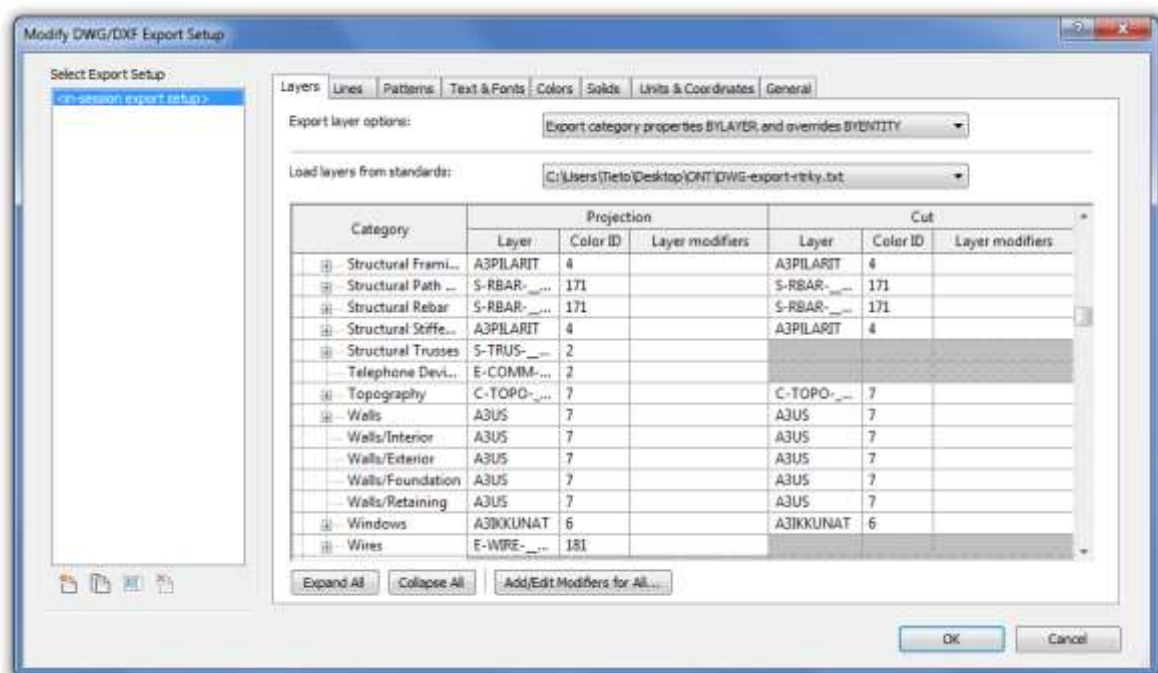 Modify DWG/DXF Export Setup
Select Export Setup
<in-session export setup>
Layers Lines Patterns Text & Fonts Colors Solids Units & Coordinates General
Export layer options: Export category properties BYLAYER and overrides BYENTITY
Load layers from standards: C:\Users\Tieto\Desktop\ONT\DWG-export-rtrky.txt
Category Projection Cut
Layer Color ID Layer modifiers Layer Color ID Layer modifiers
Structural Frami... A3PILARIT 4 A3PILARIT 4
Structural Path ... S-RBAR-__... 171 S-RBAR-__... 171
Structural Rebar S-RBAR-__... 171 S-RBAR-__... 171
Structural Stiffe... A3PILARIT 4 A3PILARIT 4
Structural Trusses S-TRUS-__... 2
Telephone Devi... E-COMM-... 2
Topography C-TOPO-_... 7 C-TOPO-_... 7
Walls A3US 7 A3US 7
Walls/Interior A3US 7 A3US 7
Walls/Exterior A3US 7 A3US 7
Walls/Foundation A3US 7 A3US 7
Walls/Retaining A3US 7 A3US 7
Windows A3IKKUNAT 6 A3IKKUNAT 6
Wires E-WIRE-__... 181
Expand All Collapse All Add/Edit Modifiers for All...
OK Cancel